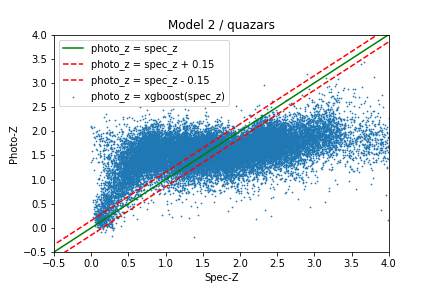 Model 2 / quazars
photo_z = spec_z
photo_z = spec_z + 0.15
photo_z = spec_z - 0.15
photo_z = xgboost(spec_z)
Photo-Z
4.0
3.5
3.0
2.5
2.0
1.5
1.0
0.5
0.0
−0.5
−0.5 0.0 0.5 1.0 1.5 2.0 2.5 3.0 3.5 4.0
Spec-Z